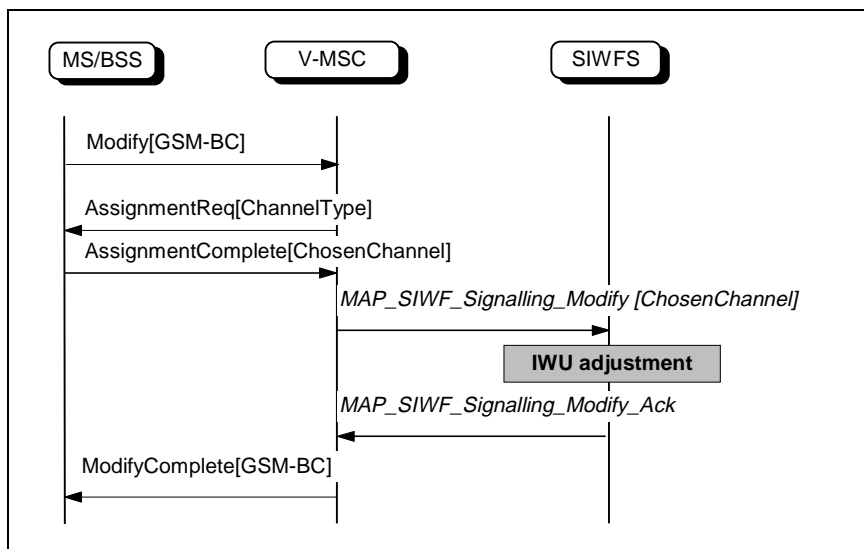 MS/BSS
V-MSC
SIWFS
Modify[GSM-BC]
AssignmentReq[ChannelType]
AssignmentComplete[ChosenChannel]
MAP_SIWF_Signalling_Modify [ChosenChannel]
IWU adjustment
MAP_SIWF_Signalling_Modify_Ack
ModifyComplete[GSM-BC]